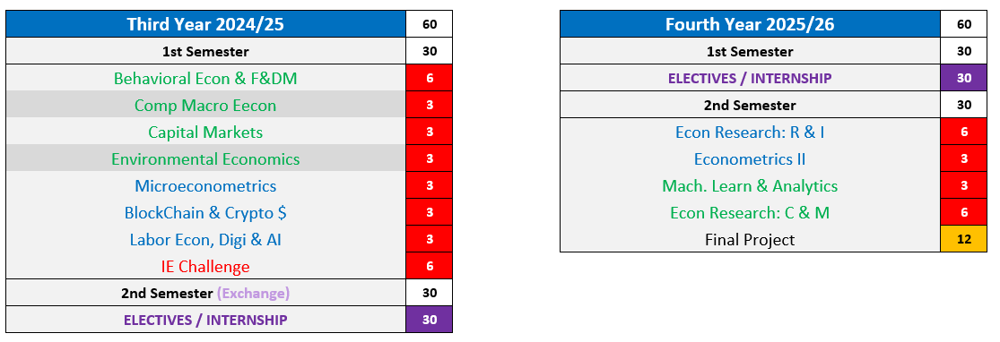 Third Year 2024/25 60
1st Semester 30
Behavioral Econ & F&DM 6
Comp Macro Eecon 3
Capital Markets 3
Environmental Economics 3
Microeconometrics 3
BlockChain & Crypto $ 3
Labor Econ, Digi & AI 3
IE Challenge 6
2nd Semester (Exchange) 30
ELECTIVES / INTERNSHIP 30
Fourth Year 2025/26 60
1st Semester 30
ELECTIVES / INTERNSHIP 30
2nd Semester 30
Econ Research: R & I 6
Econometrics II 3
Mach. Learn & Analytics 3
Econ Research: C & M 6
Final Project 12